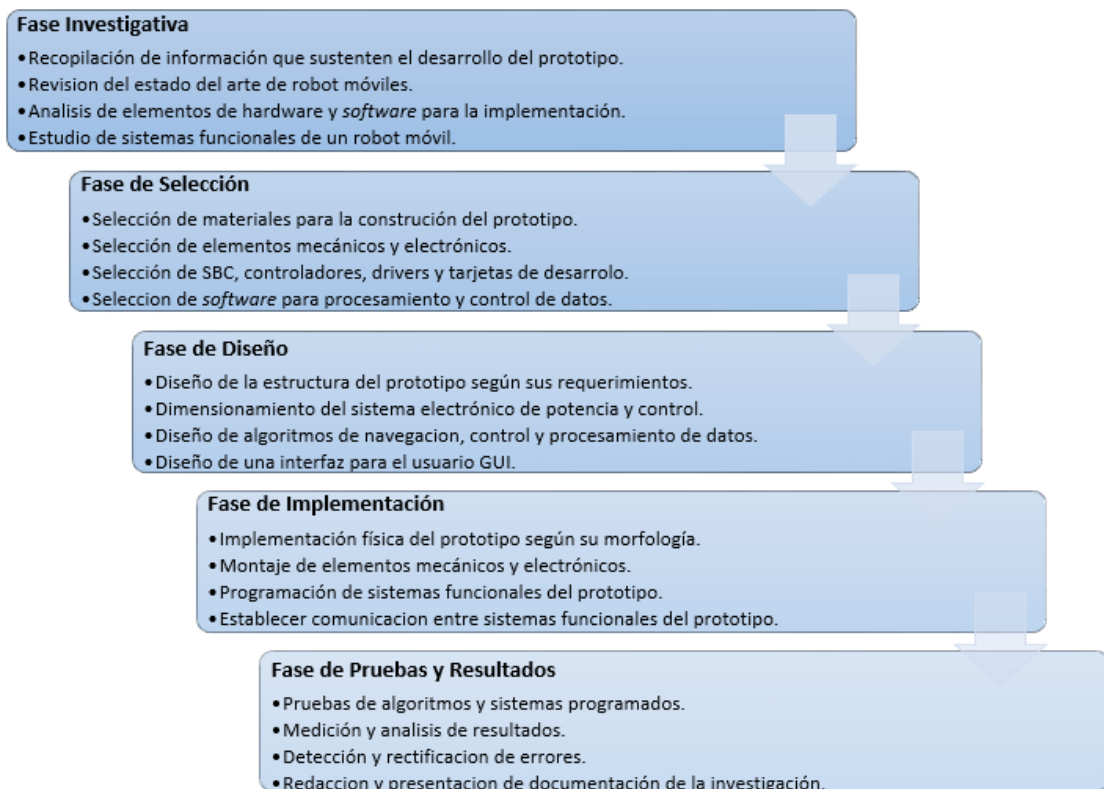 Fase Investigativa
•Recopilación de información que sustenten el desarrollo del prototipo.
•Revision del estado del arte de robot móviles.
•Analisis de elementos de hardware y software para la implementación.
•Estudio de sistemas funcionales de un robot móvil.
Fase de Selección
•Selección de materiales para la construción del prototipo.
•Selección de elementos mecánicos y electrónicos.
•Selección de SBC, controladores, drivers y tarjetas de desarrolo.
•Seleccion de software para procesamiento y control de datos.
Fase de Diseño
•Diseño de la estructura del prototipo según sus requerimientos.
•Dimensionamiento del sistema electrónico de potencia y control.
•Diseño de algoritmos de navegacion, control y procesamiento de datos.
•Diseño de una interfaz para el usuario GUI.
Fase de Implementación
•Implementación física del prototipo según su morfología.
•Montaje de elementos mecánicos y electrónicos.
•Programación de sistemas funcionales del prototipo.
•Establecer comunicacion entre sistemas funcionales del prototipo.
Fase de Pruebas y Resultados
•Pruebas de algoritmos y sistemas programados.
•Medición y analisis de resultados.
•Detección y rectificacion de errores.
•Redaccion y presentacion de documentación de la investigación.